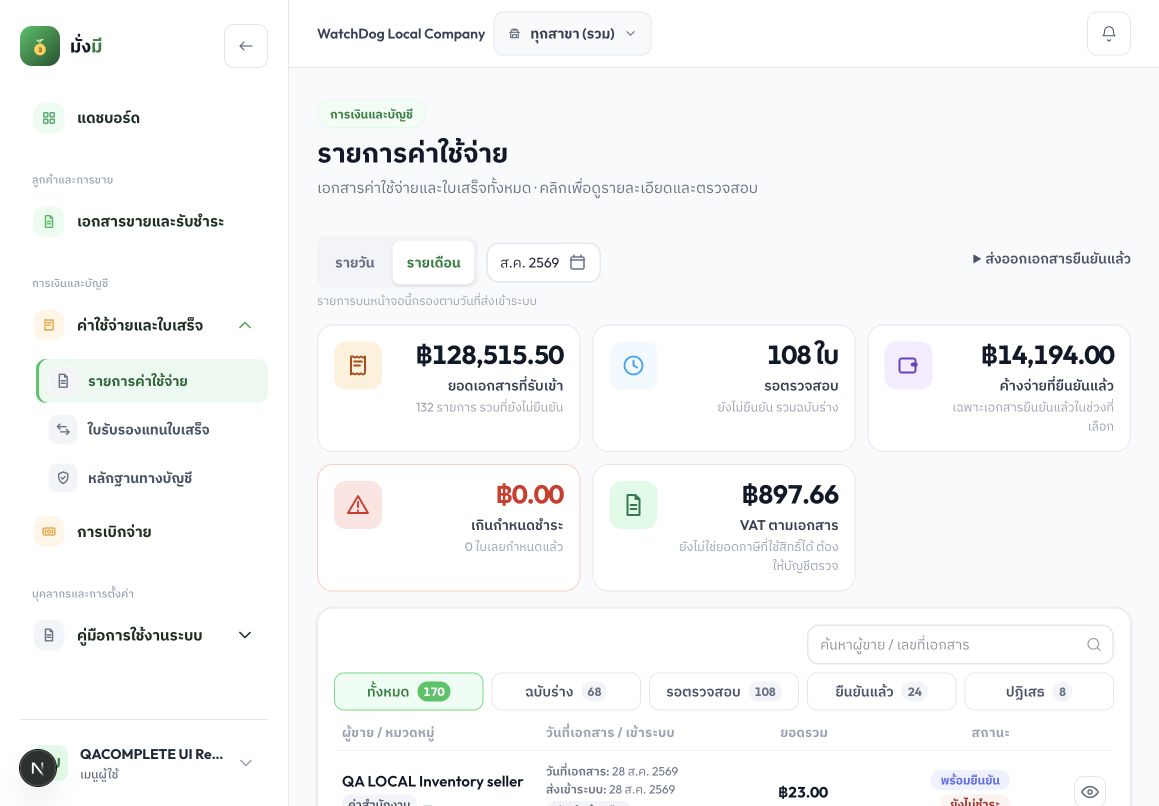 มั่งมี
แดชบอร์ด
ลูกค้าและการขาย
เอกสารขายและรับชำระ
การเงินและบัญชี
ค่าใช้จ่ายและใบเสร็จ
รายการค่าใช้จ่าย
ใบรับรองแทนใบเสร็จ
หลักฐานทางบัญชี
การเบิกจ่าย
บุคลากรและการตั้งค่า
คู่มือการใช้งานระบบ
N
QACOMPLETE UI Re...
เมนูผู้ใช้
WatchDog Local Company ทุกสาขา (รวม)
การเงินและบัญชี
รายการค่าใช้จ่าย
เอกสารค่าใช้จ่ายและใบเสร็จทั้งหมด · คลิกเพื่อดูรายละเอียดและตรวจสอบ
รายวัน รายเดือน ส.ค. 2569 ส่งออกเอกสารยืนยันแล้ว
รายการบนหน้าจอนี้กรองตามวันที่ส่งเข้าระบบ
฿128,515.50
ยอดเอกสารที่รับเข้า
132 รายการ รวมที่ยังไม่ยืนยัน
108 ใบ
รอตรวจสอบ
ยังไม่ยืนยัน รวมฉบับร่าง
฿14,194.00
ค้างจ่ายที่ยืนยันแล้ว
เฉพาะเอกสารยืนยันแล้วในช่วงที่
เลือก
฿0.00
เกินกำหนดชำระ
0 ใบเลยกำหนดแล้ว
฿897.66
VAT ตามเอกสาร
ยังไม่ใช่ยอดภาษีที่ใช้สิทธิ์ได้ ต้อง
ให้บัญชีตรวจ
ค้นหาผู้ขาย / เลขที่เอกสาร
ทั้งหมด 170 ฉบับร่าง 68 รอตรวจสอบ 108 ยืนยันแล้ว 24 ปฏิเสธ 8
ผู้ขาย / หมวดหมู่ วันที่เอกสาร / เข้าระบบ ยอดรวม สถานะ
QA LOCAL Inventory seller
ค่าสำนักงาน
วันที่เอกสาร: 28 ส.ค. 2569
ส่งเข้าระบบ: 28 ส.ค. 2569
฿23.00
พร้อมยืนยัน
ยังไม่ชำระ